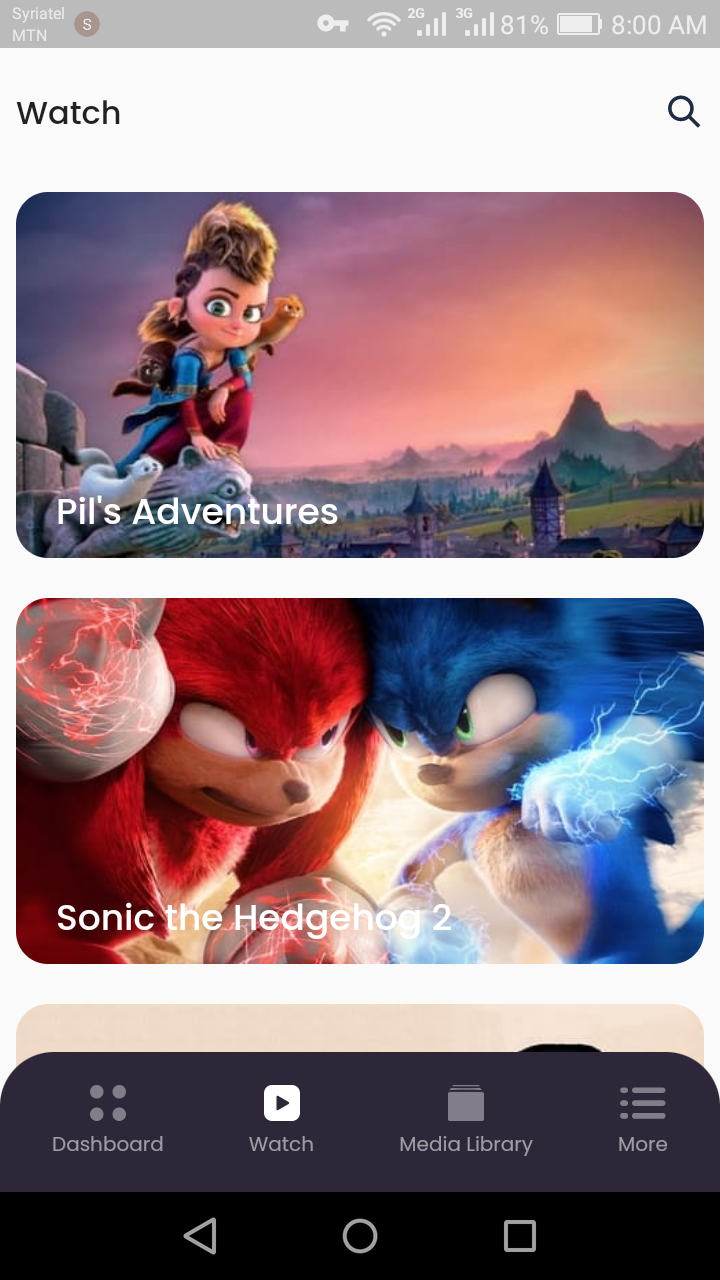 Syriatel
MTN
S
2G
3G
81%
8:00 AM
Watch
Pil's Adventures
Sonic the Hedgehog 2
Dashboard
Watch
Media Library
More